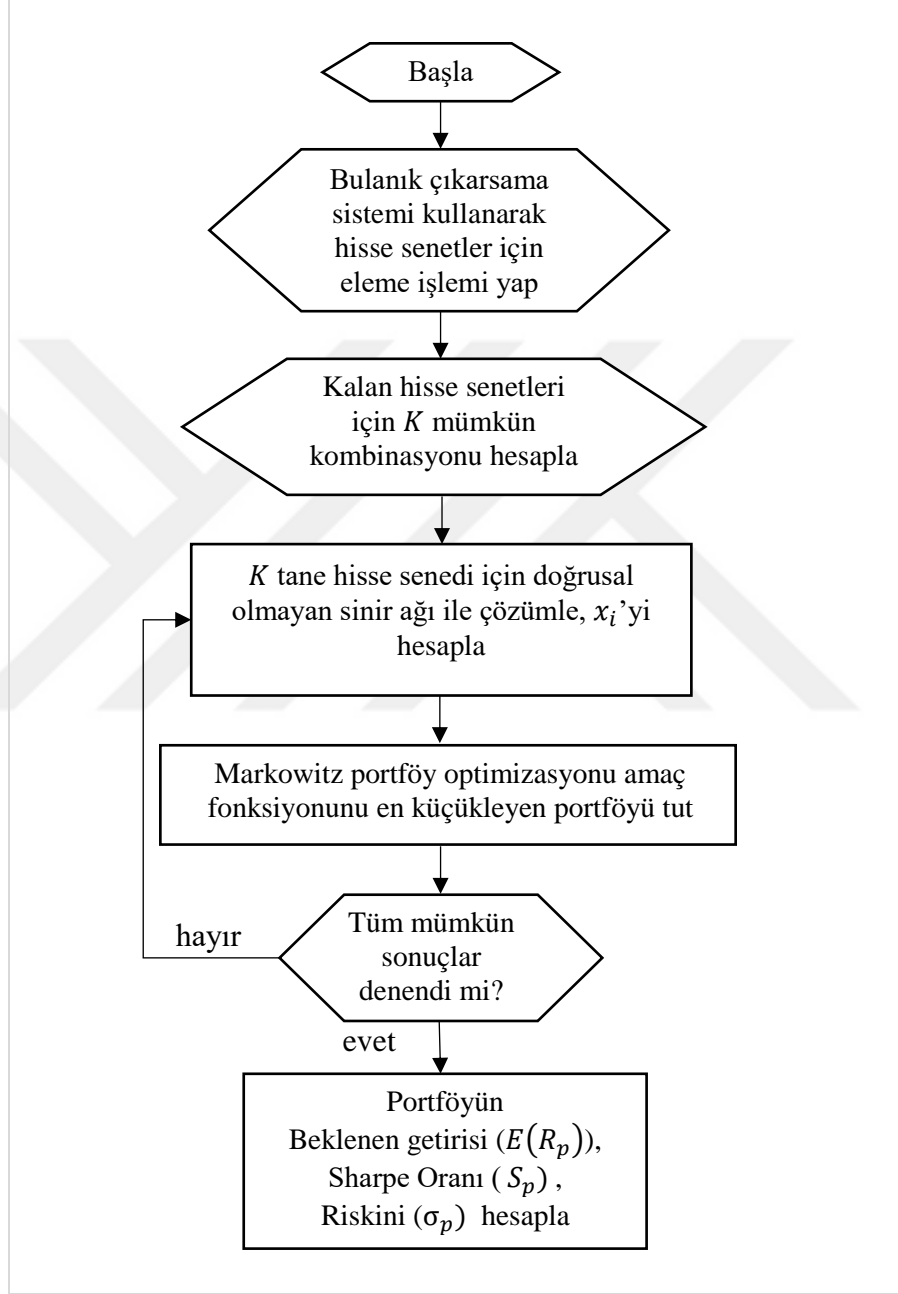 Başla
Bulanık çıkarsama
sistemi kullanarak
hisse senetler için
eleme işlemi yap
Kalan hisse senetleri
için K mümkün
kombinasyonu hesapla
K tane hisse senedi için doğrusal
olmayan sinir ağı ile çözümle, xᵢ’yi
hesapla
Markowitz portföy optimizasyonu amaç
fonksiyonunu en küçükleyen portföyü tut
Tüm mümkün
sonuçlar
denendi mi?
hayır
evet
Portföyün
Beklenen getirisi (E(Rₚ)),
Sharpe Oranı ( Sₚ) ,
Riskini (σₚ) hesapla